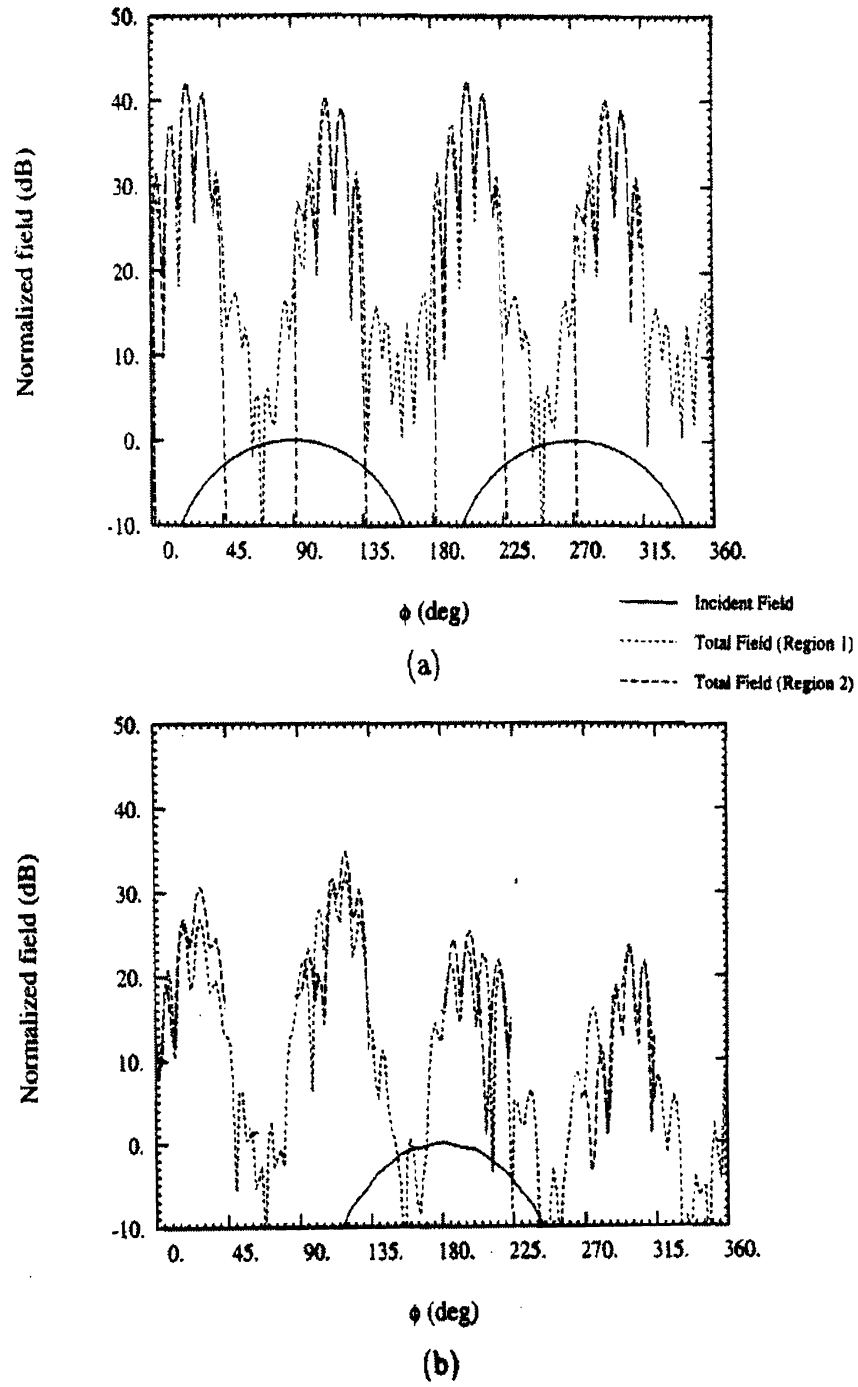 50.
40.
30.
20.
10.
0.
-10.
Normalized field (dB)
0. 45. 90. 135. 180. 225. 270. 315. 360.
ϕ (deg)
(a)
Incident Field
Total Field (Region 1)
Total Field (Region 2)
50.
40.
30.
20.
10.
0.
-10.
Normalized field (dB)
0. 45. 90. 135. 180. 225. 270. 315. 360.
ϕ (deg)
(b)